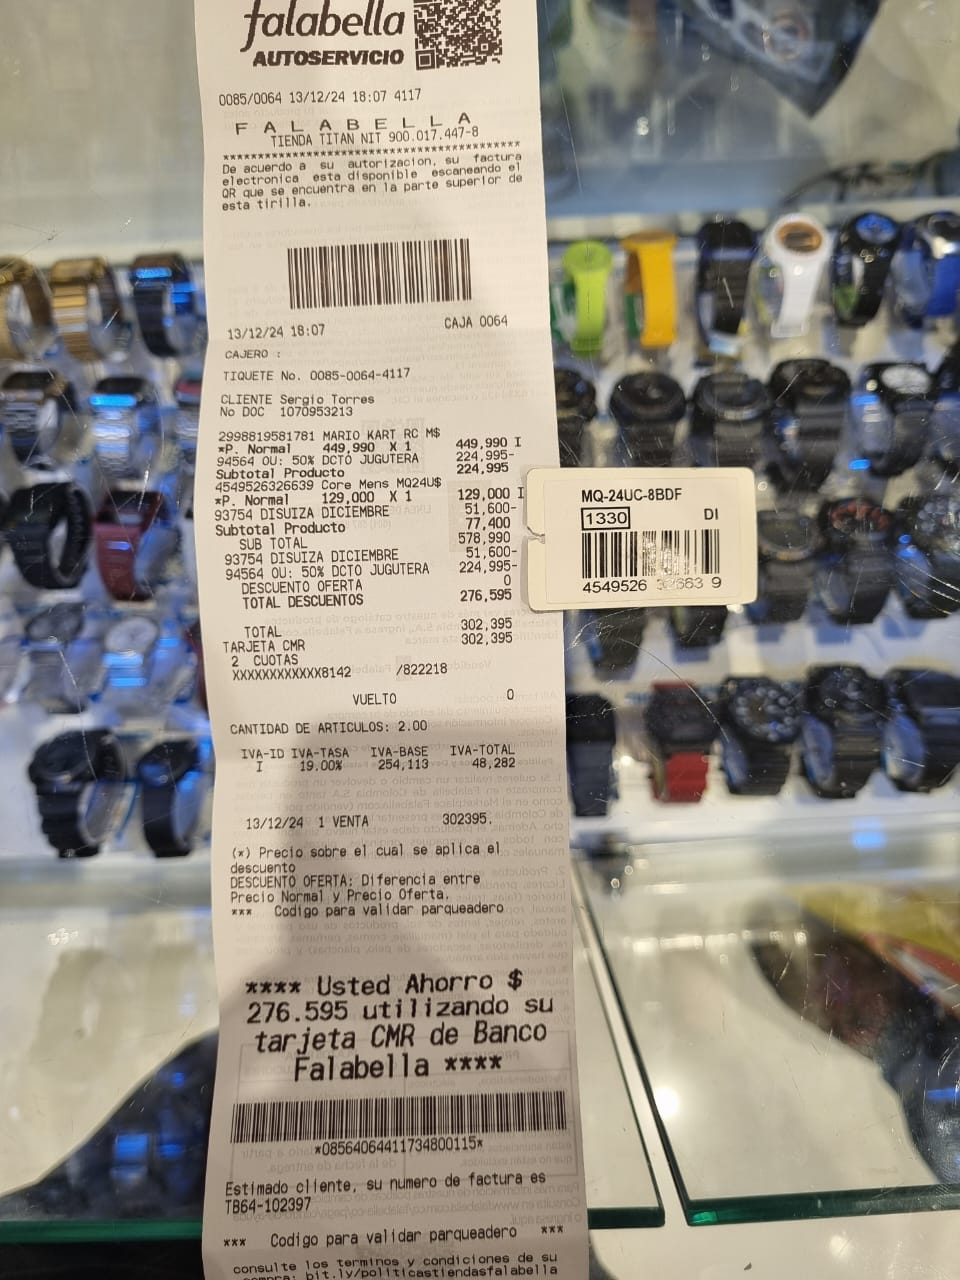 falabella
AUTOSERVICIO
0085/0064 13/12/24 18:07 4117
F A L A B E L L A
TIENDA TITAN NIT 900.017.447-8
****************************************
De acuerdo a su autorizacion, su factura
electronica esta disponible escaneando el
QR que se encuentra en la parte superior de
esta tirilla.
13/12/24 18:07 CAJA 0064
CAJERO :
TIQUETE No. 0085-0064-4117
CLIENTE Sergio Torres
No DOC 1070953213
2998819581781 MARIO KART RC M$
*P. Normal 449,990 X 1 449,990 I
94564 OU: 50% DCTO JUGUTERA 224,995-
Subtotal Producto 224,995
4549526326639 Core Mens MQ24U$
*P. Normal 129,000 X 1 129,000 I
93754 DISUIZA DICIEMBRE 51,600-
Subtotal Producto 77,400
SUB TOTAL 578,990
93754 DISUIZA DICIEMBRE 51,600-
94564 OU: 50% DCTO JUGUTERA 224,995-
DESCUENTO OFERTA 0
TOTAL DESCUENTOS 276,595
TOTAL 302,395
TARJETA CMR 302,395
2 CUOTAS
XXXXXXXXXXXX8142 /822218
VUELTO 0
CANTIDAD DE ARTICULOS: 2.00
IVA-ID IVA-TASA IVA-BASE IVA-TOTAL
I 19.00% 254,113 48,282
13/12/24 1 VENTA 302395.
(*) Precio sobre el cual se aplica el
descuento
DESCUENTO OFERTA: Diferencia entre
Precio Normal y Precio Oferta.
*** Codigo para validar parqueadero
**** Usted Ahorro $
276.595 utilizando su
tarjeta CMR de Banco
Falabella ****
*08564064411734800115*
Estimado cliente, su numero de factura es
TB64-102397
*** Codigo para validar parqueadero ***
consulte los terminos y condiciones de su
compra: bit.ly/politicastiendasfalabella
MQ-24UC-8BDF
1330 DI
4549526 9